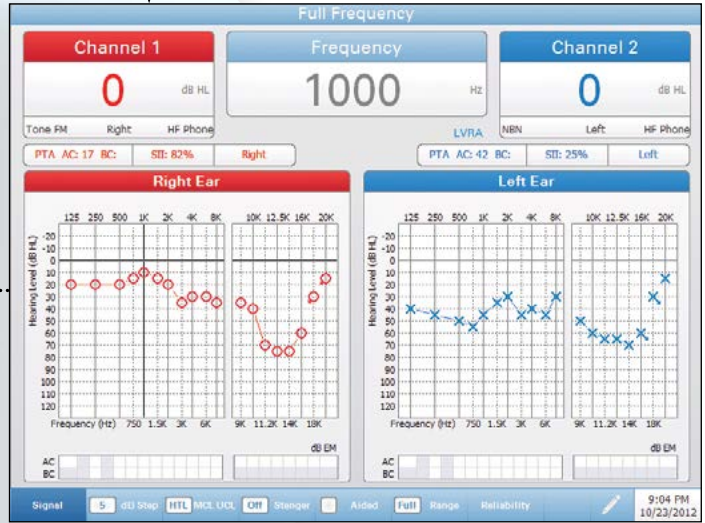 Full Frequency
Channel 1
Frequency
Channel 2
0 dB HL
1000 Hz
0 dB HL
Tone FM Right HF Phone
LVRA
NBN Left HF Phone
PTA AC: 17 BC: SII: 82% Right
PTA AC: 42 BC: SII: 25% Left
Right Ear
Left Ear
125 250 500 1K 2K 4K 8K 10K 12.5K 16K 20K
125 250 500 1K 2K 4K 8K 10K 12.5K 16K 20K
Hearing Level (dB HL)
-20
-10
0
10
20
30
40
50
60
70
80
90
100
110
120
Hearing Level (dB HL)
-20
-10
0
10
20
30
40
50
60
70
80
90
100
110
120
Frequency (Hz) 750 1.5K 3K 6K 9K 11.2K 14K 18K
Frequency (Hz) 750 1.5K 3K 6K 9K 11.2K 14K 18K
dB EM
dB EM
AC
BC
AC
BC
Signal 5 dB Step HTL MCL UCL Off Stenger Aided Full Range Reliability
9:04 PM
10/23/2012